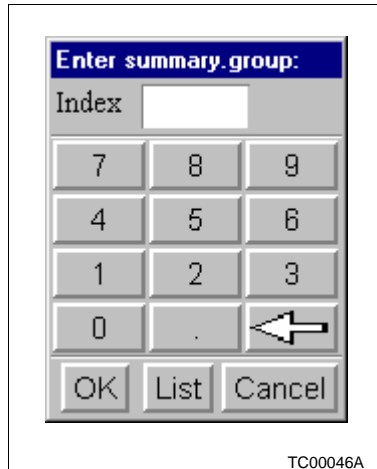 Enter summary.group:
Index
7 8 9
4 5 6
1 2 3
0 .
OK List Cancel
TC00046A